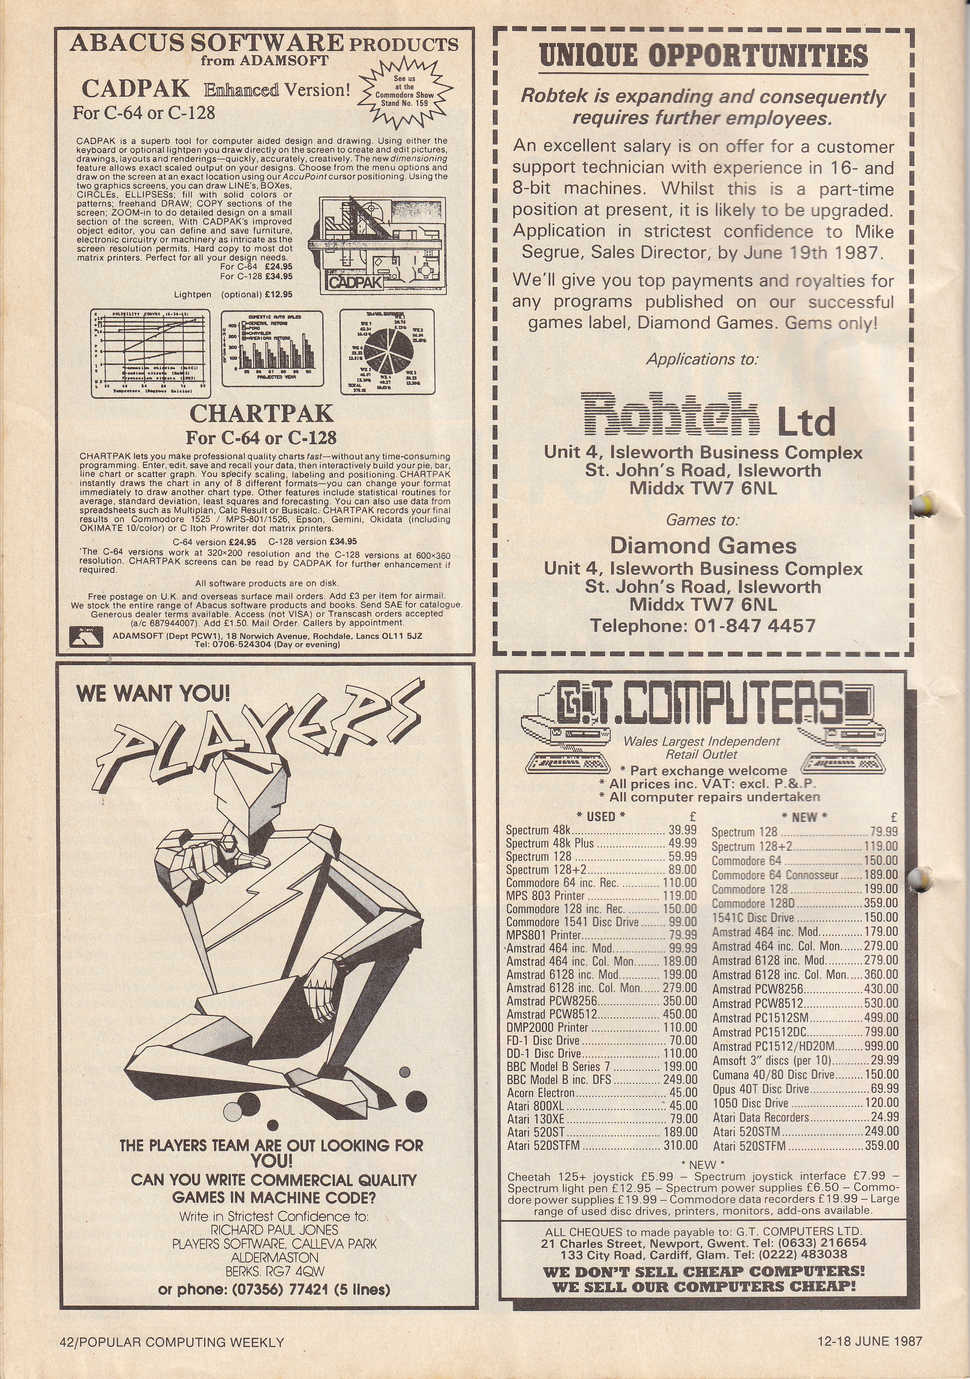 ABACUS SOFTWARE PRODUCTS
from ADAMSOFT
CADPAK Enhanced Version!
For C-64 or C-128
See us
at the
Commodore Show
Stand No. 159
CADPAK is a superb tool for computer aided design and drawing. Using either the
keyboard or optional lightpen you draw directly on the screen to create and edit pictures,
drawings, layouts and renderings—quickly, accurately, creatively. The new dimensioning
feature allows exact scaled output on your designs. Choose from the menu options and
draw on the screen at an exact location using our AccuPoint cursor positioning. Using the
two graphics screens, you can draw LINE's, BOXes,
CIRCLEs, ELLIPSESs; fill with solid colors or
patterns; freehand DRAW; COPY sections of the
screen; ZOOM-in to do detailed design on a small
section of the screen. With CADPAK's improved
object editor, you can define and save furniture,
electronic circuitry or machinery as intricate as the
screen resolution permits. Hard copy to most dot
matrix printers. Perfect for all your design needs.
For C-64 £24.95
For C-128 £34.95
Lightpen (optional) £12.95
CADPAK
DOMESTIC AUTO SALES
GENERAL MOTORS
FORD
CHRYSLER
AMERICAN MOTORS
PROJECTED YEAR
CHARTPAK
For C-64 or C-128
CHARTPAK lets you make professional quality charts fast—without any time-consuming
programming. Enter, edit, save and recall your data, then interactively build your pie, bar,
line chart or scatter graph. You specify scaling, labeling and positioning. CHARTPAK
instantly draws the chart in any of 8 different formats—you can change your format
immediately to draw another chart type. Other features include statistical routines for
average, standard deviation, least squares and forecasting. You can also use data from
spreadsheets such as Multiplan, Calc Result or Busicalc. CHARTPAK records your final
results on Commodore 1525 / MPS-801/1526, Epson, Gemini, Okidata (including
OKIMATE 10/color) or C Itoh Prowriter dot matrix printers.
C-64 version £24.95 C-128 version £34.95
*The C-64 versions work at 320×200 resolution and the C-128 versions at 600×360
resolution. CHARTPAK screens can be read by CADPAK for further enhancement if
required.
All software products are on disk.
Free postage on U.K. and overseas surface mail orders. Add £3 per item for airmail.
We stock the entire range of Abacus software products and books. Send SAE for catalogue.
Generous dealer terms available. Access (not VISA) or Transcash orders accepted
(a/c 687944007). Add £1.50. Mail Order. Callers by appointment.
ADAMSOFT (Dept PCW1), 18 Norwich Avenue, Rochdale, Lancs OL11 5JZ
Tel: 0706-524304 (Day or evening)
UNIQUE OPPORTUNITIES
Robtek is expanding and consequently
requires further employees.
An excellent salary is on offer for a customer
support technician with experience in 16- and
8-bit machines. Whilst this is a part-time
position at present, it is likely to be upgraded.
Application in strictest confidence to Mike
Segrue, Sales Director, by June 19th 1987.
We'll give you top payments and royalties for
any programs published on our successful
games label, Diamond Games. Gems only!
Applications to:
Robtek Ltd
Unit 4, Isleworth Business Complex
St. John's Road, Isleworth
Middx TW7 6NL
Games to:
Diamond Games
Unit 4, Isleworth Business Complex
St. John's Road, Isleworth
Middx TW7 6NL
Telephone: 01-847 4457
WE WANT YOU!
PLAYERS
THE PLAYERS TEAM ARE OUT LOOKING FOR
YOU!
CAN YOU WRITE COMMERCIAL QUALITY
GAMES IN MACHINE CODE?
Write in Strictest Confidence to:
RICHARD PAUL JONES
PLAYERS SOFTWARE, CALLEVA PARK
ALDERMASTON
BERKS. RG7 4QW
or phone: (07356) 77421 (5 lines)
G.T. COMPUTERS
Wales Largest Independent
Retail Outlet
* Part exchange welcome
* All prices inc. VAT: excl. P.&.P.
* All computer repairs undertaken
* USED * £
Spectrum 48k 39.99
Spectrum 48k Plus 49.99
Spectrum 128 59.99
Spectrum 128+2 89.00
Commodore 64 inc. Rec. 110.00
MPS 803 Printer 119.00
Commodore 128 inc. Rec. 150.00
Commodore 1541 Disc Drive 99.00
MPS801 Printer 79.99
Amstrad 464 inc. Mod 99.99
Amstrad 464 inc. Col. Mon 189.00
Amstrad 6128 inc. Mod 199.00
Amstrad 6128 inc. Col. Mon 279.00
Amstrad PCW8256 350.00
Amstrad PCW8512 450.00
DMP2000 Printer 110.00
FD-1 Disc Drive 70.00
DD-1 Disc Drive 110.00
BBC Model B Series 7 199.00
BBC Model B inc. DFS 249.00
Acorn Electron 45.00
Atari 800XL 45.00
Atari 130XE 79.00
Atari 520ST 189.00
Atari 520STFM 310.00
* NEW * £
Spectrum 128 79.99
Spectrum 128+2 119.00
Commodore 64 150.00
Commodore 64 Connosseur 189.00
Commodore 128 199.00
Commodore 128D 359.00
1541C Disc Drive 150.00
Amstrad 464 inc. Mod 179.00
Amstrad 464 inc. Col. Mon 279.00
Amstrad 6128 inc. Mod 279.00
Amstrad 6128 inc. Col. Mon 360.00
Amstrad PCW8256 430.00
Amstrad PCW8512 530.00
Amstrad PC1512SM 499.00
Amstrad PC1512DC 799.00
Amstrad PC1512/HD20M 999.00
Amsoft 3" discs (per 10) 29.99
Cumana 40/80 Disc Drive 150.00
Opus 40T Disc Drive 69.99
1050 Disc Drive 120.00
Atari Data Recorders 24.99
Atari 520STM 249.00
Atari 520STFM 359.00
* NEW *
Cheetah 125+ joystick £5.99 – Spectrum joystick interface £7.99 –
Spectrum light pen £12.95 – Spectrum power supplies £6.50 – Commo-
dore power supplies £19.99 – Commodore data recorders £19.99 – Large
range of used disc drives, printers, monitors, add-ons available.
ALL CHEQUES to made payable to: G.T. COMPUTERS LTD.
21 Charles Street, Newport, Gwent. Tel: (0633) 216654
133 City Road, Cardiff, Glam. Tel: (0222) 483038
WE DON'T SELL CHEAP COMPUTERS!
WE SELL OUR COMPUTERS CHEAP!
42/POPULAR COMPUTING WEEKLY
12-18 JUNE 1987